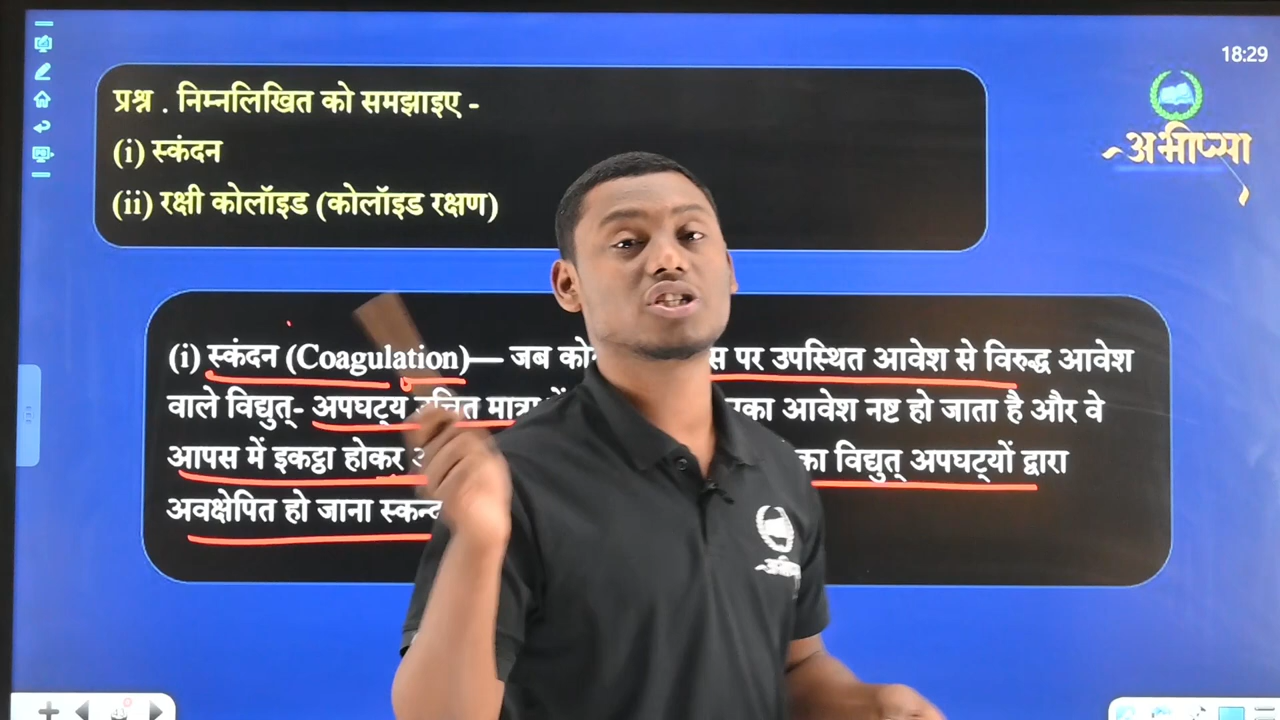 18:29
अभीप्सा
प्रश्न . निम्नलिखित को समझाइए -
(i) स्कंदन
(ii) रक्षी कोलॉइड (कोलॉइड रक्षण)
(i) स्कंदन (Coagulation)— जब पर उपस्थित आवेश से विरुद्ध आवेश
वाले विद्युत्- अपघट्य उचित मात्रा आवेश नष्ट हो जाता है और वे
आपस में इकट्ठा होकर विद्युत् अपघट्यों द्वारा
अवक्षेपित हो जाना